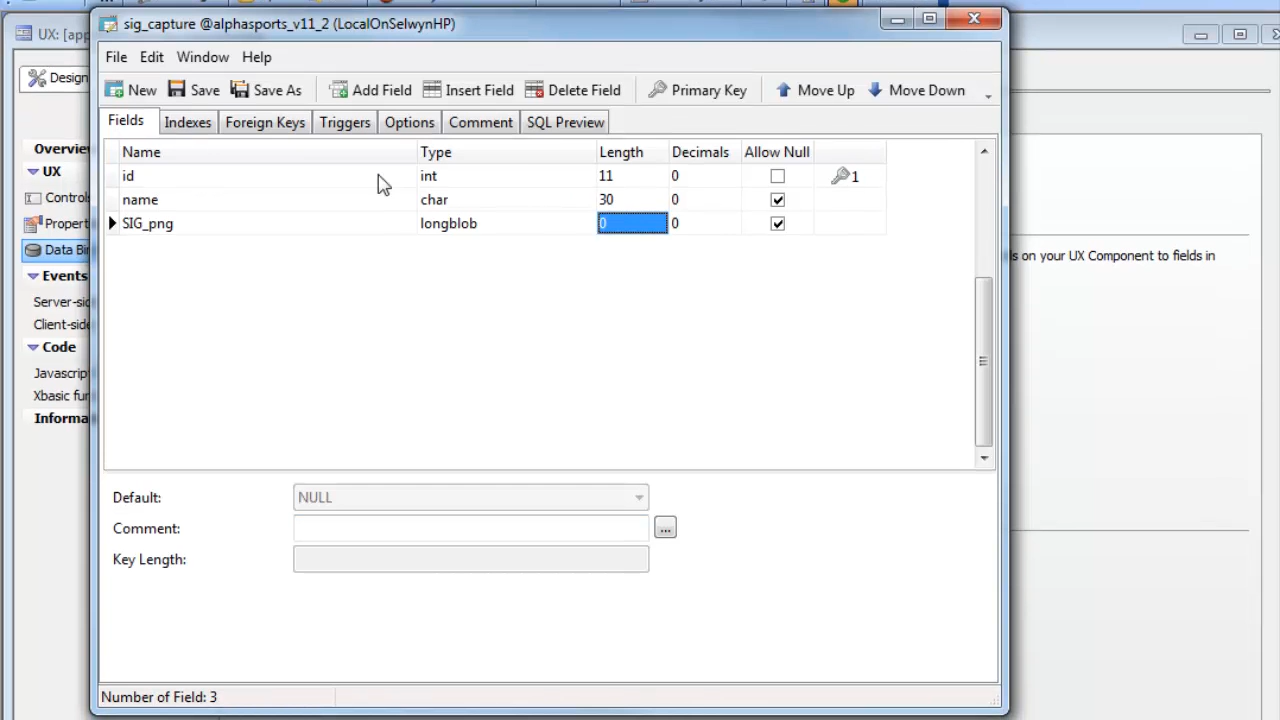 sig_capture @alphasports_v11_2 (LocalOnSelwynHP)
UX: [app
File Edit Window Help
Design
New Save Save As Add Field Insert Field Delete Field Primary Key Move Up Move Down
Fields Indexes Foreign Keys Triggers Options Comment SQL Preview
Name Type Length Decimals Allow Null
id int 11 0 1
name char 30 0
SIG_png longblob 0 0
Overview
UX
Controls
Propert
Data Bin
Events
Server-sid
Client-side
Code
Javascrip
Xbasic fun
Informa
s on your UX Component to fields in
Default: NULL
Comment: ...
Key Length:
Number of Field: 3